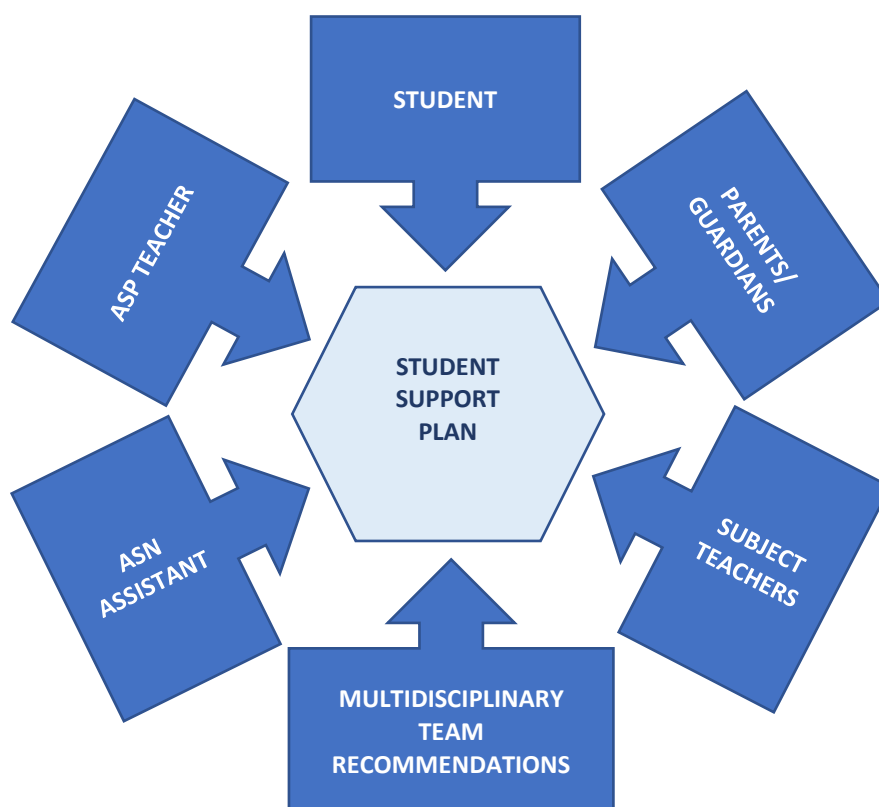 STUDENT
ASP TEACHER
PARENTS/
GUARDIANS
STUDENT
SUPPORT
PLAN
ASN
ASSISTANT
SUBJECT
TEACHERS
MULTIDISCIPLINARY
TEAM
RECOMMENDATIONS